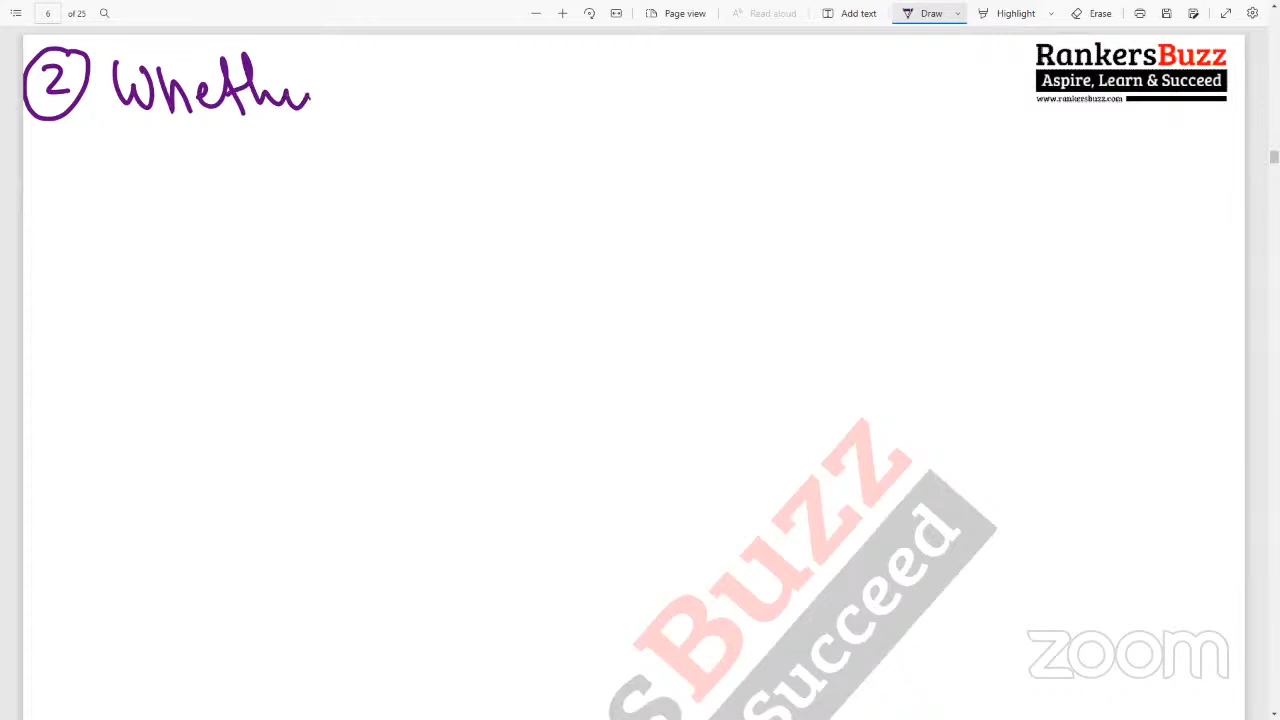 6 of 25 Page view Read aloud Add text Draw Highlight Erase
RankersBuzz
Aspire, Learn & Succeed
www.rankersbuzz.com
2 Whethe
sBuzz
succeed
zoom